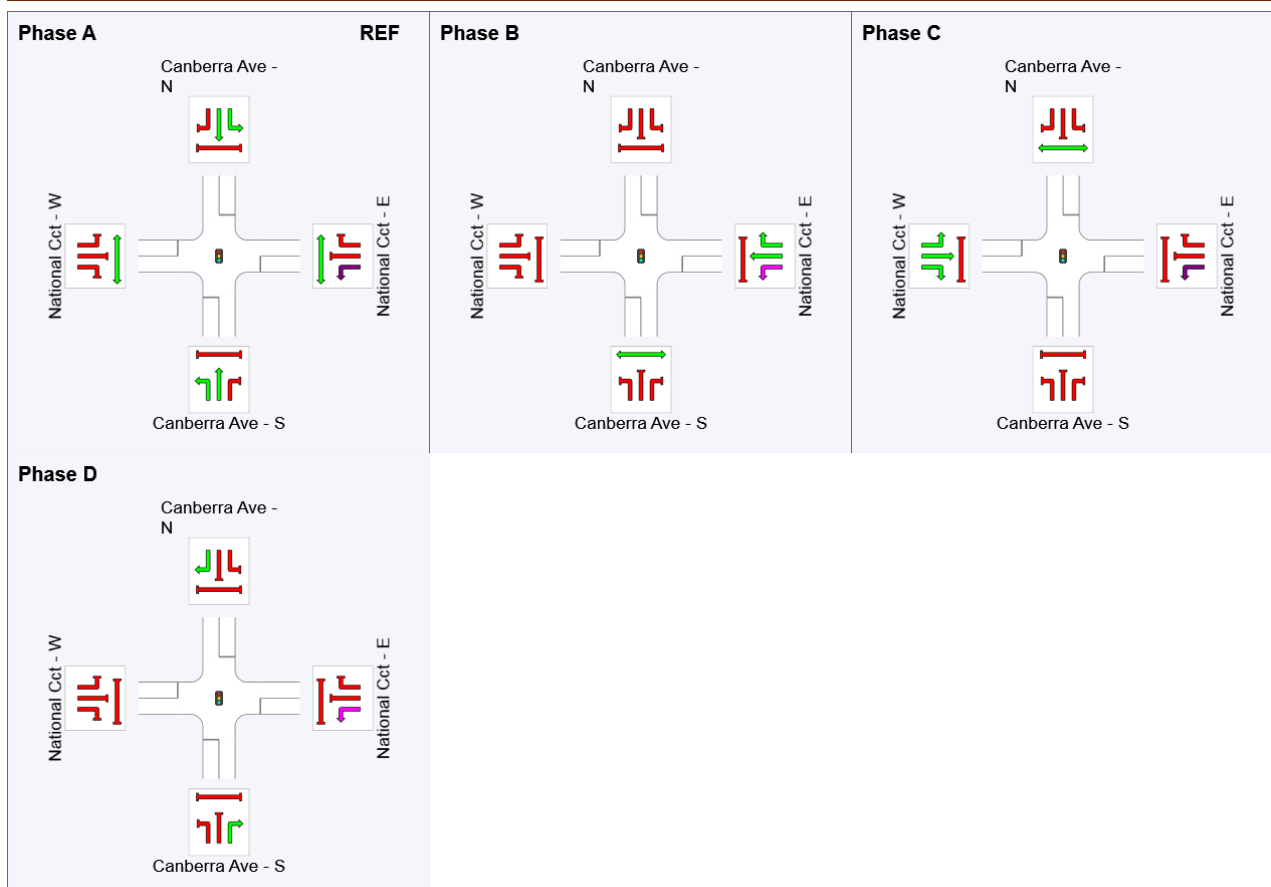 Phase A
REF
Canberra Ave -
N
National Cct - W
National Cct - E
Canberra Ave - S
Phase B
Canberra Ave -
N
National Cct - W
National Cct - E
Canberra Ave - S
Phase C
Canberra Ave -
N
National Cct - W
National Cct - E
Canberra Ave - S
Phase D
Canberra Ave -
N
National Cct - W
National Cct - E
Canberra Ave - S